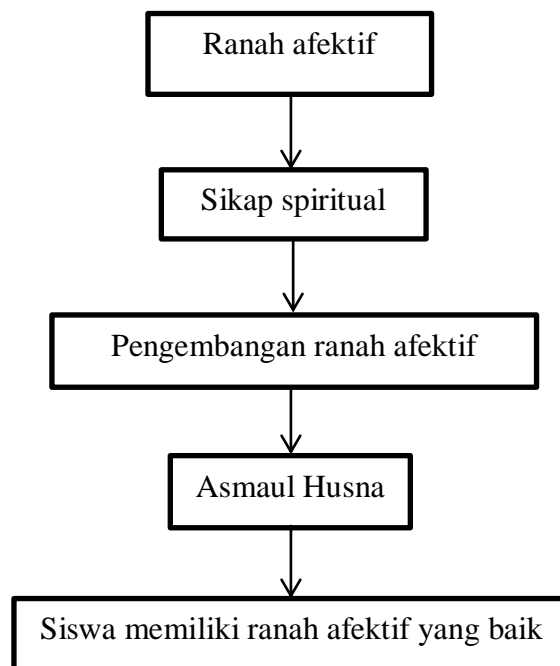 Ranah afektif
Sikap spiritual
Pengembangan ranah afektif
Asmaul Husna
Siswa memiliki ranah afektif yang baik